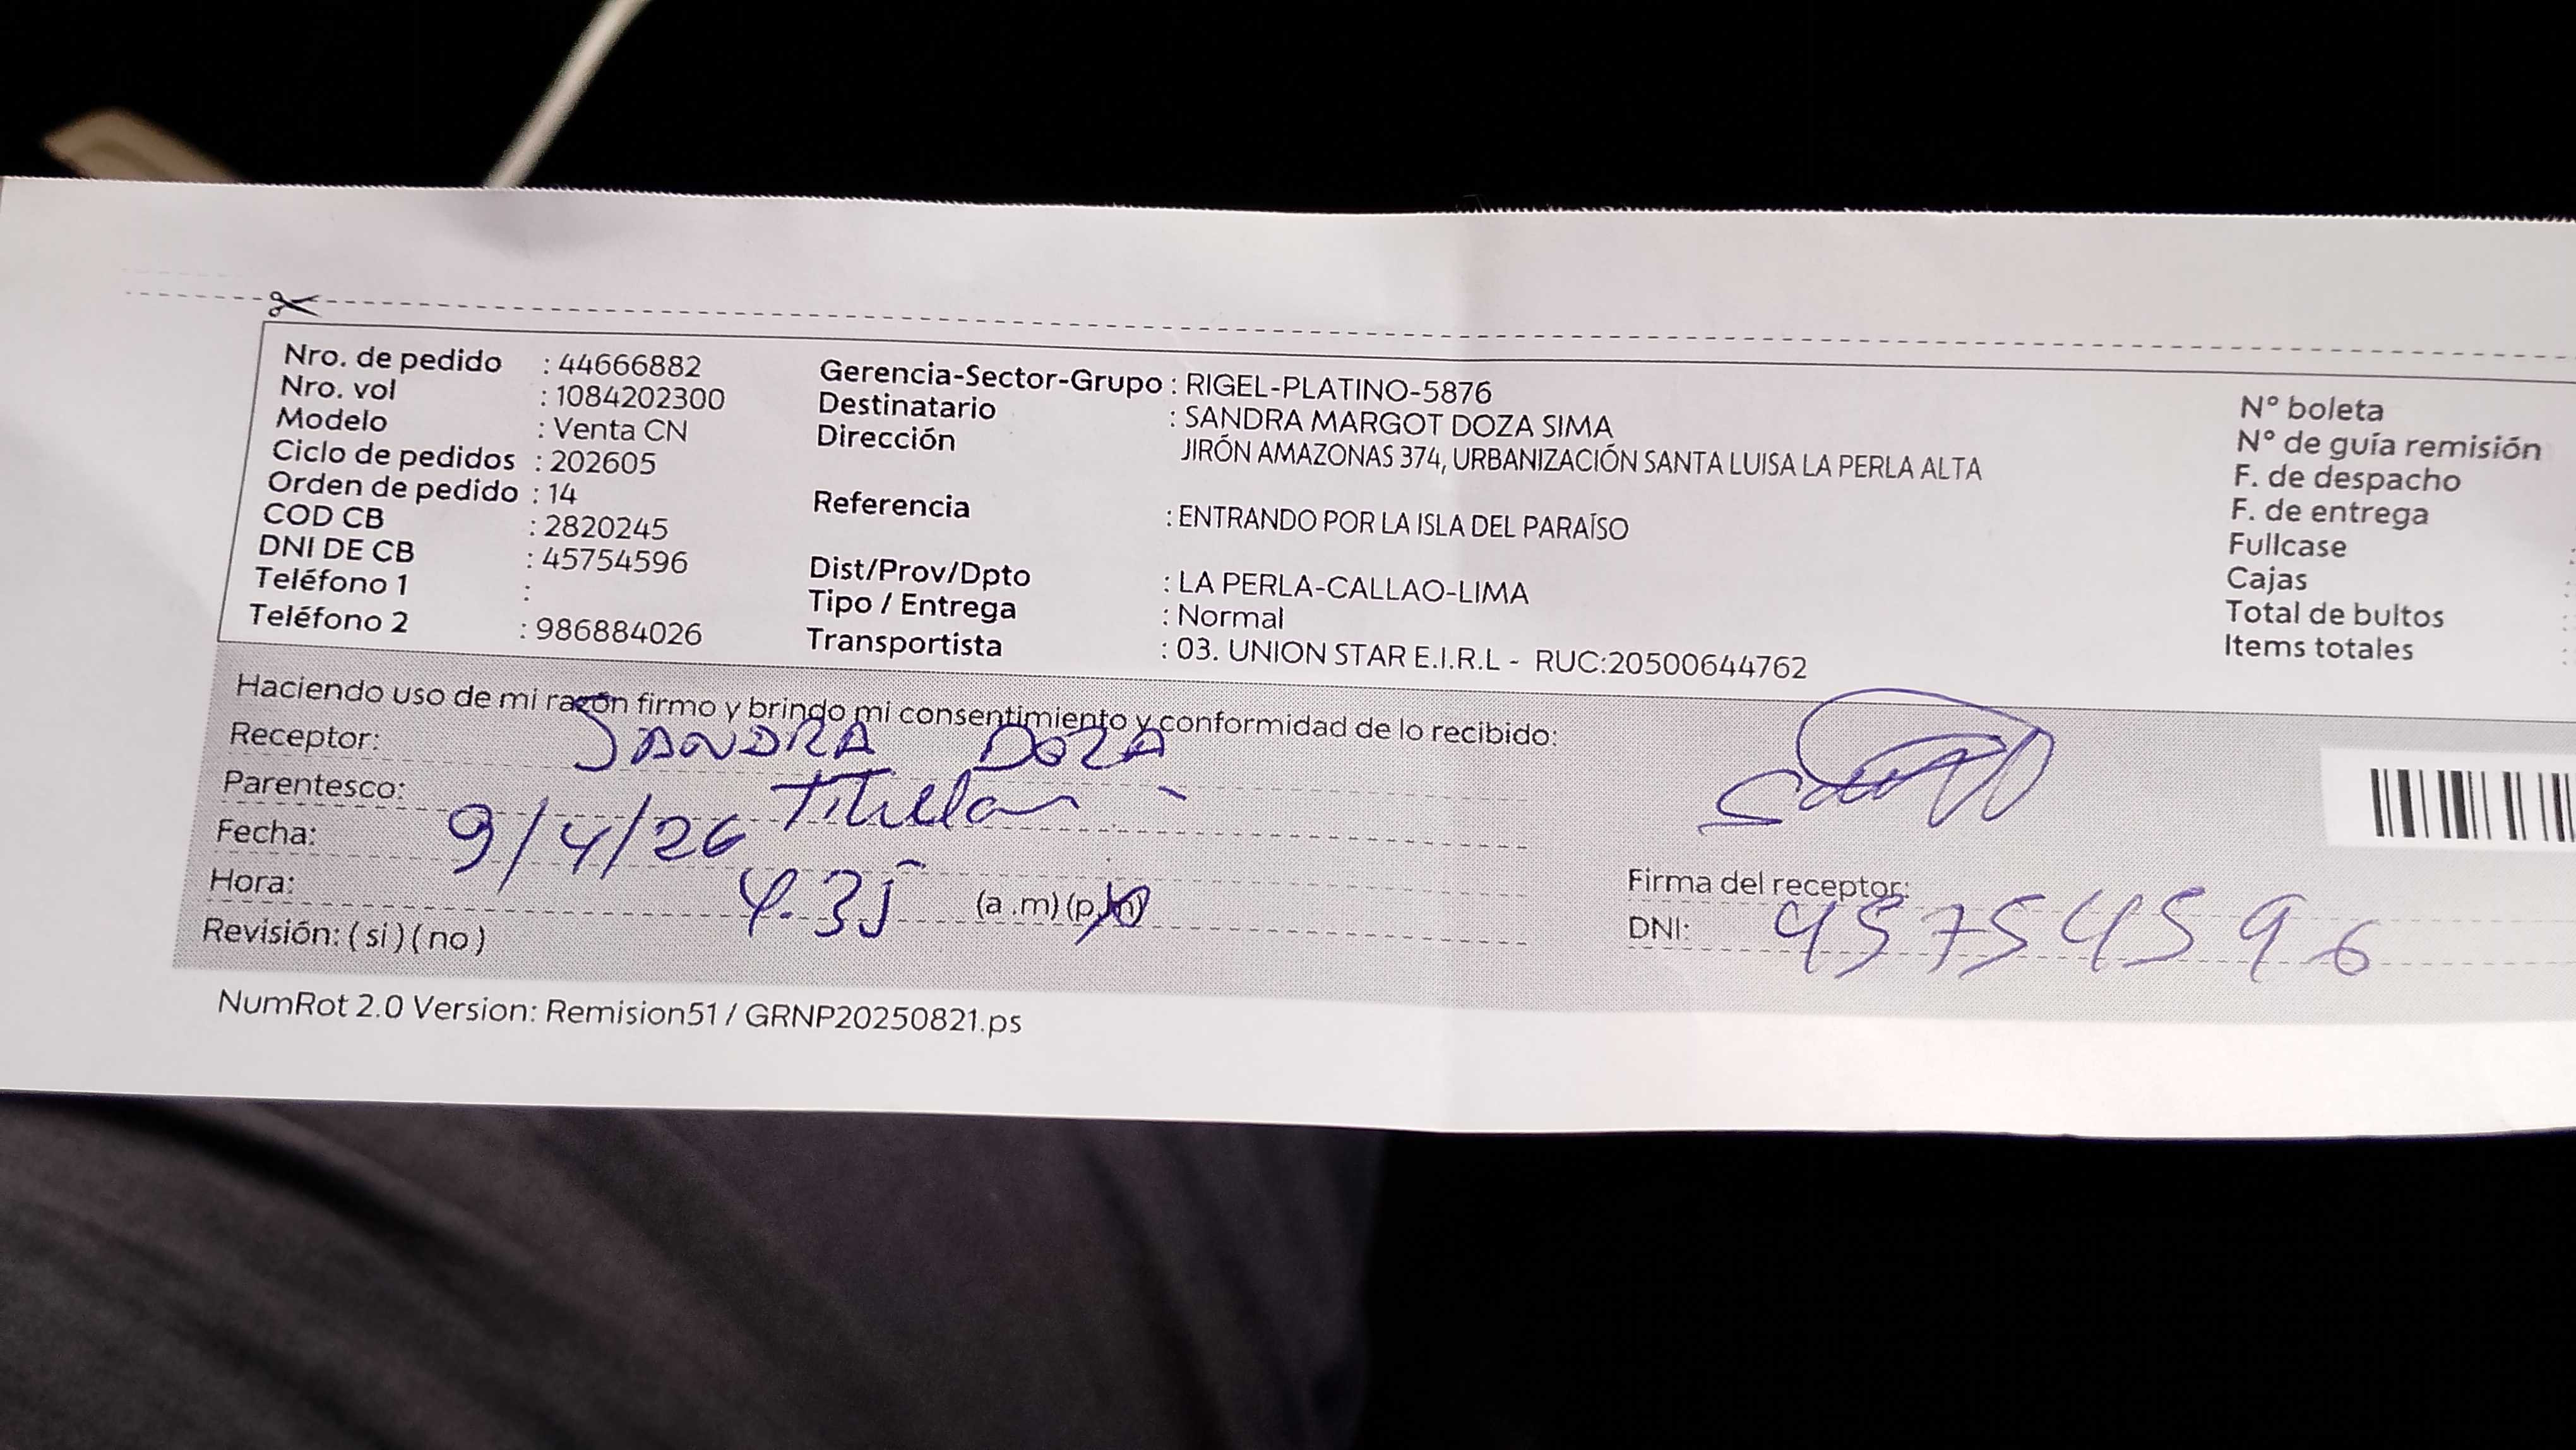 Nro. de pedido : 44666882
Nro. vol : 1084202300
Modelo : Venta CN
Ciclo de pedidos : 202605
Orden de pedido : 14
COD CB : 2820245
DNI DE CB : 45754596
Teléfono 1 :
Teléfono 2 : 986884026
Gerencia-Sector-Grupo : RIGEL-PLATINO-5876
Destinatario : SANDRA MARGOT DOZA SIMA
Dirección JIRÓN AMAZONAS 374, URBANIZACIÓN SANTA LUISA LA PERLA ALTA
Referencia : ENTRANDO POR LA ISLA DEL PARAÍSO
Dist/Prov/Dpto : LA PERLA-CALLAO-LIMA
Tipo / Entrega : Normal
Transportista : 03. UNION STAR E.I.R.L - RUC:20500644762
N° boleta
N° de guía remisión
F. de despacho
F. de entrega
Fullcase
Cajas
Total de bultos
Items totales
Haciendo uso de mi razón firmo y brindo mi consentimiento y conformidad de lo recibido:
Receptor: SANDRA DOZA
Parentesco:
Fecha: 9/4/26
Hora: 4.35 (a.m) (p.m)
Revisión: ( si ) ( no )
Firma del receptor:
DNI: 45754596
NumRot 2.0 Version: Remision51 / GRNP20250821.ps